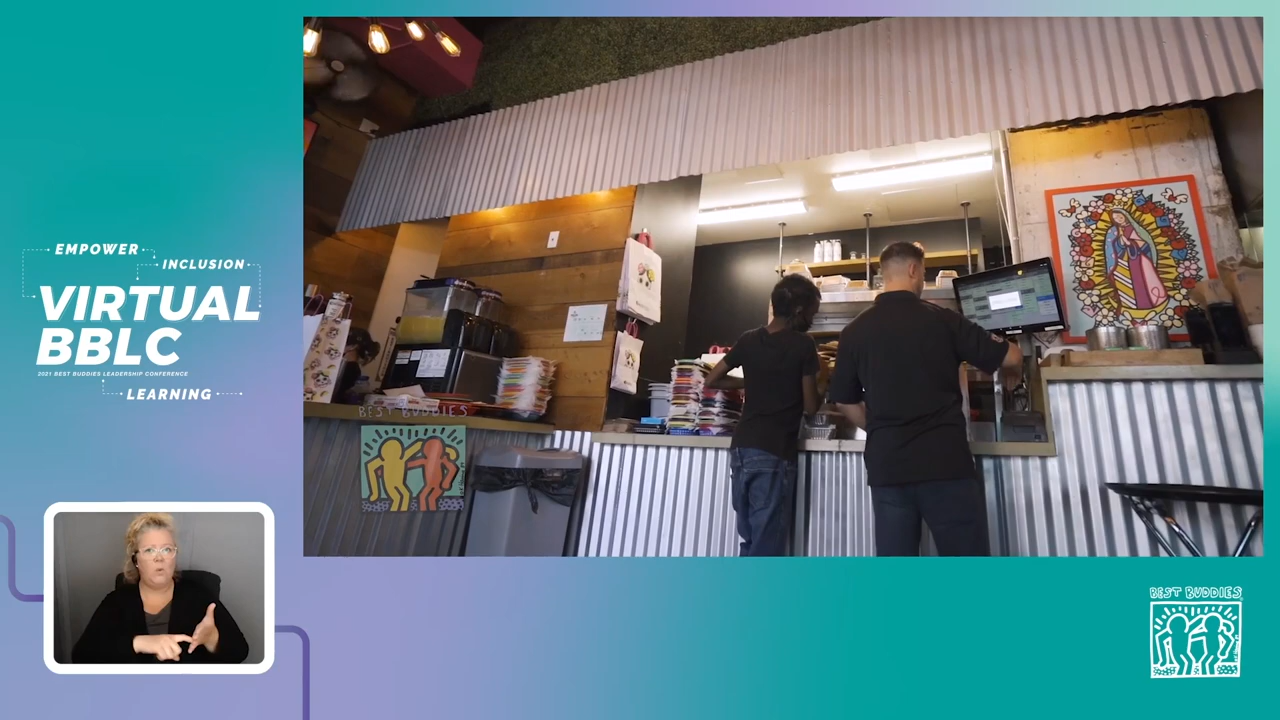 EMPOWER
INCLUSION
VIRTUAL
BBLC
2021 BEST BUDDIES LEADERSHIP CONFERENCE
LEARNING
BEST BUDDIES
BEST BUDDIES